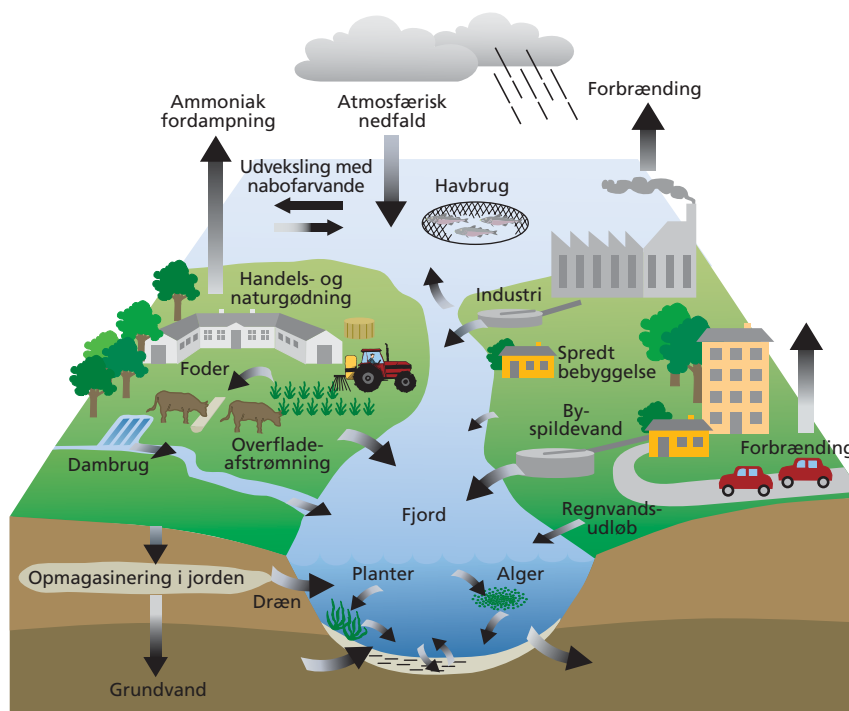 Ammoniak
fordampning
Atmosfærisk
nedfald
Forbrænding
Udveksling med
nabofarvande
Havbrug
Handels- og
naturgødning
Industri
Spredt
bebyggelse
Foder
By-
spildevand
Overflade-
afstrømning
Dambrug
Forbrænding
Fjord
Regnvands-
udløb
Opmagasinering i jorden
Planter
Alger
Dræn
Grundvand